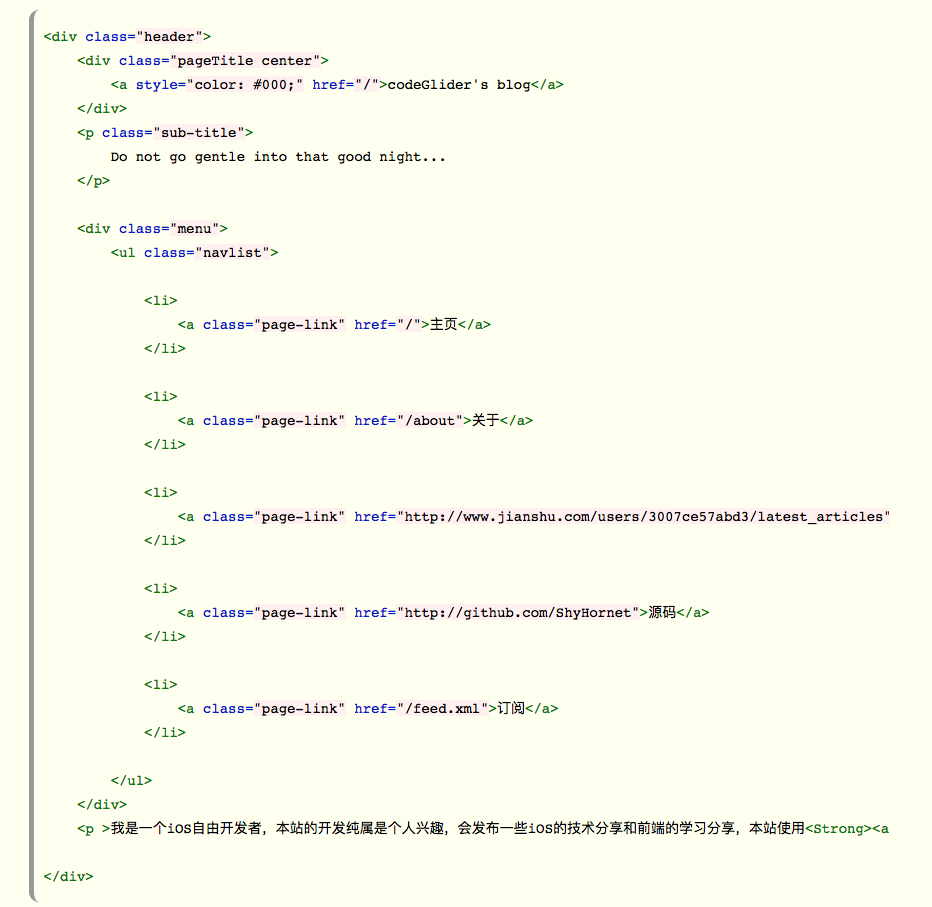 <div class="header">
<div class="pageTitle center">
<a style="color: #000;" href="/">codeGlider's blog</a>
</div>
<p class="sub-title">
Do not go gentle into that good night...
</p>
<div class="menu">
<ul class="navlist">
<li>
<a class="page-link" href="/">主页</a>
</li>
<li>
<a class="page-link" href="/about">关于</a>
</li>
<li>
<a class="page-link" href="http://www.jianshu.com/users/3007ce57abd3/latest_articles"
</li>
<li>
<a class="page-link" href="http://github.com/ShyHornet">源码</a>
</li>
<li>
<a class="page-link" href="/feed.xml">订阅</a>
</li>
</ul>
</div>
<p >我是一个iOS自由开发者，本站的开发纯属是个人兴趣，会发布一些iOS的技术分享和前端的学习分享，本站使用<Strong><a
</div>